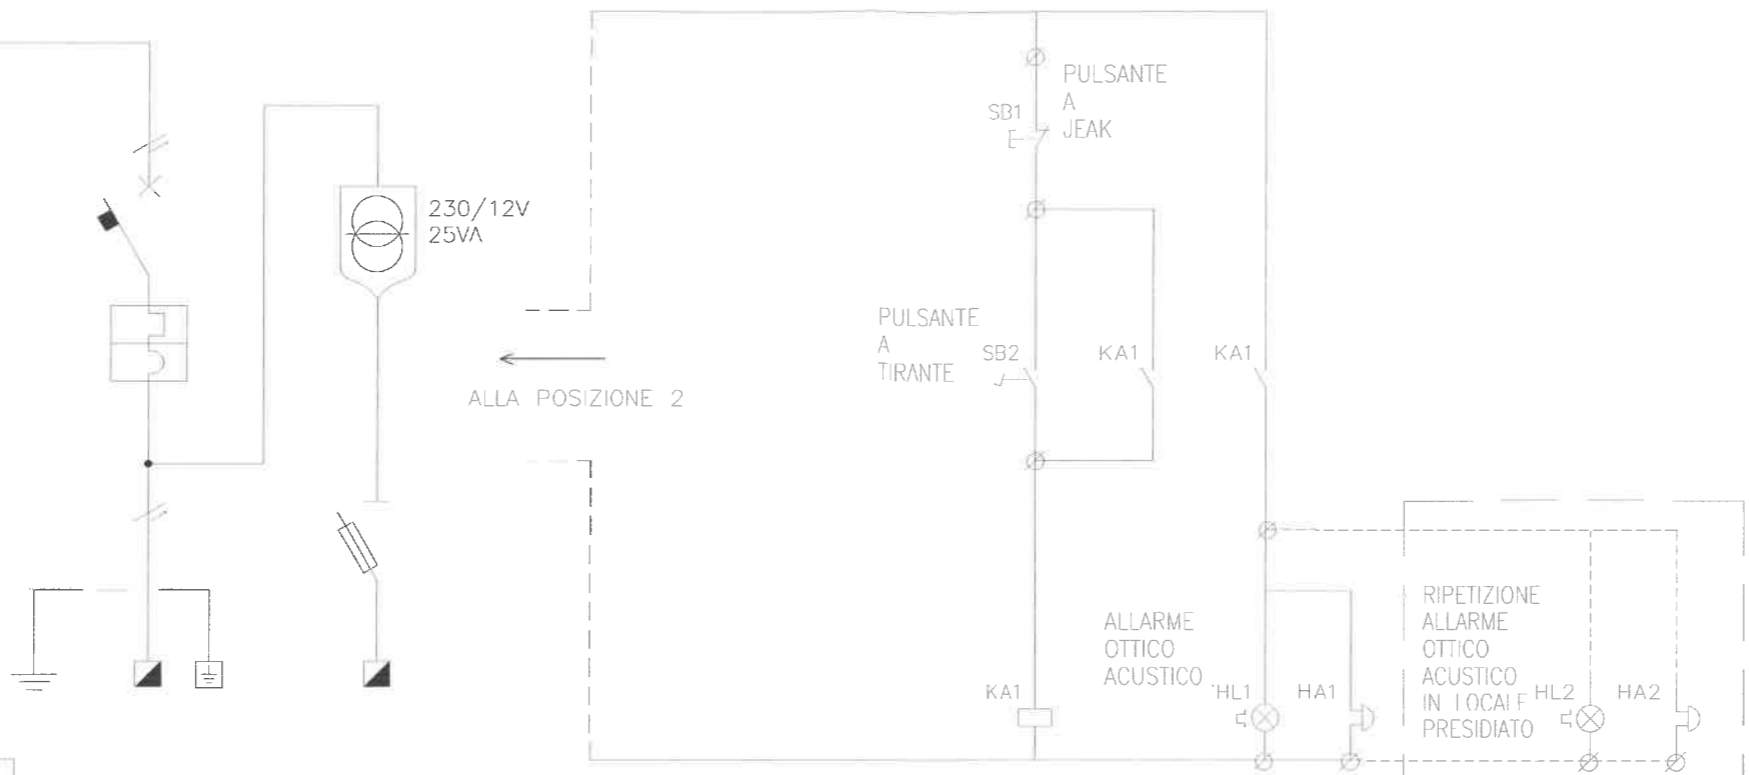 PULSANTE
A
JEAK
SB1
230/12V
25VA
PULSANTE
A
TIRANTE
SB2
KA1
KA1
ALLA POSIZIONE 2
ALLARME
OTTICO
ACUSTICO
RIPETIZIONE
ALLARME
OTTICO
ACUSTICO
IN LOCALE
PRESIDIATO
KA1
HL1
HA1
HL2
HA2